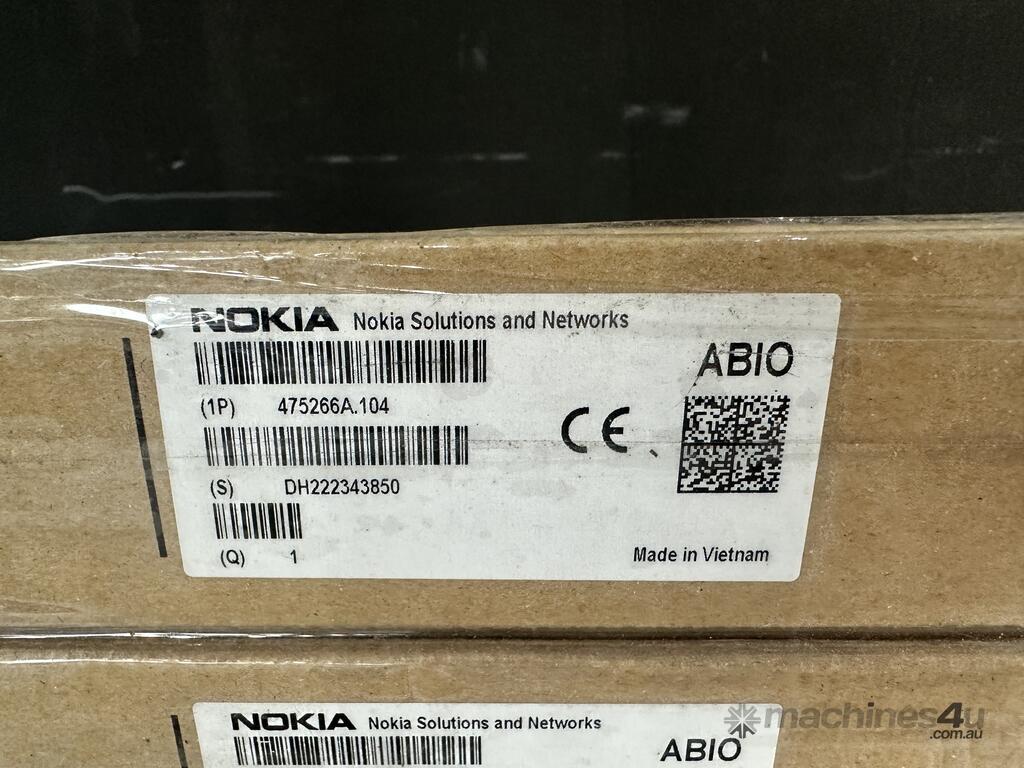 NOKIA Nokia Solutions and Networks
ABIO
(1P) 475266A.104
(S) DH222343850
(Q) 1
Made in Vietnam
NOKIA Nokia Solutions and Networks
ABIO
machines4u
.com.au